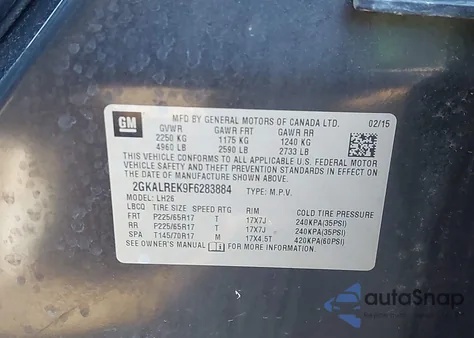 GM
MFD BY GENERAL MOTORS OF CANADA LTD. 02/15
GVWR GAWR FRT GAWR RR
2250 KG 1175 KG 1240 KG
4960 LB 2590 LB 2733 LB
THIS VEHICLE CONFORMS TO ALL APPLICABLE U.S. FEDERAL MOTOR
VEHICLE SAFETY, BUMPER, AND THEFT PREVENTION STANDARDS IN EFFECT ON
THE DATE OF MANUFACTURE SHOWN ABOVE.
2GKALREK9F6283884 TYPE: M.P.V.
MODEL: LH26
LBCQ TIRE SIZE SPEED RTG RIM COLD TIRE PRESSURE
FRT P225/65R17 T 17X7J 240KPA(35PSI)
RR P225/65R17 T 17X7J 240KPA(35PSI)
SPA T145/70R17 M 17X4.5T 420KPA(60PSI)
SEE OWNER'S MANUAL FOR MORE INFORMATION.
autoSnap